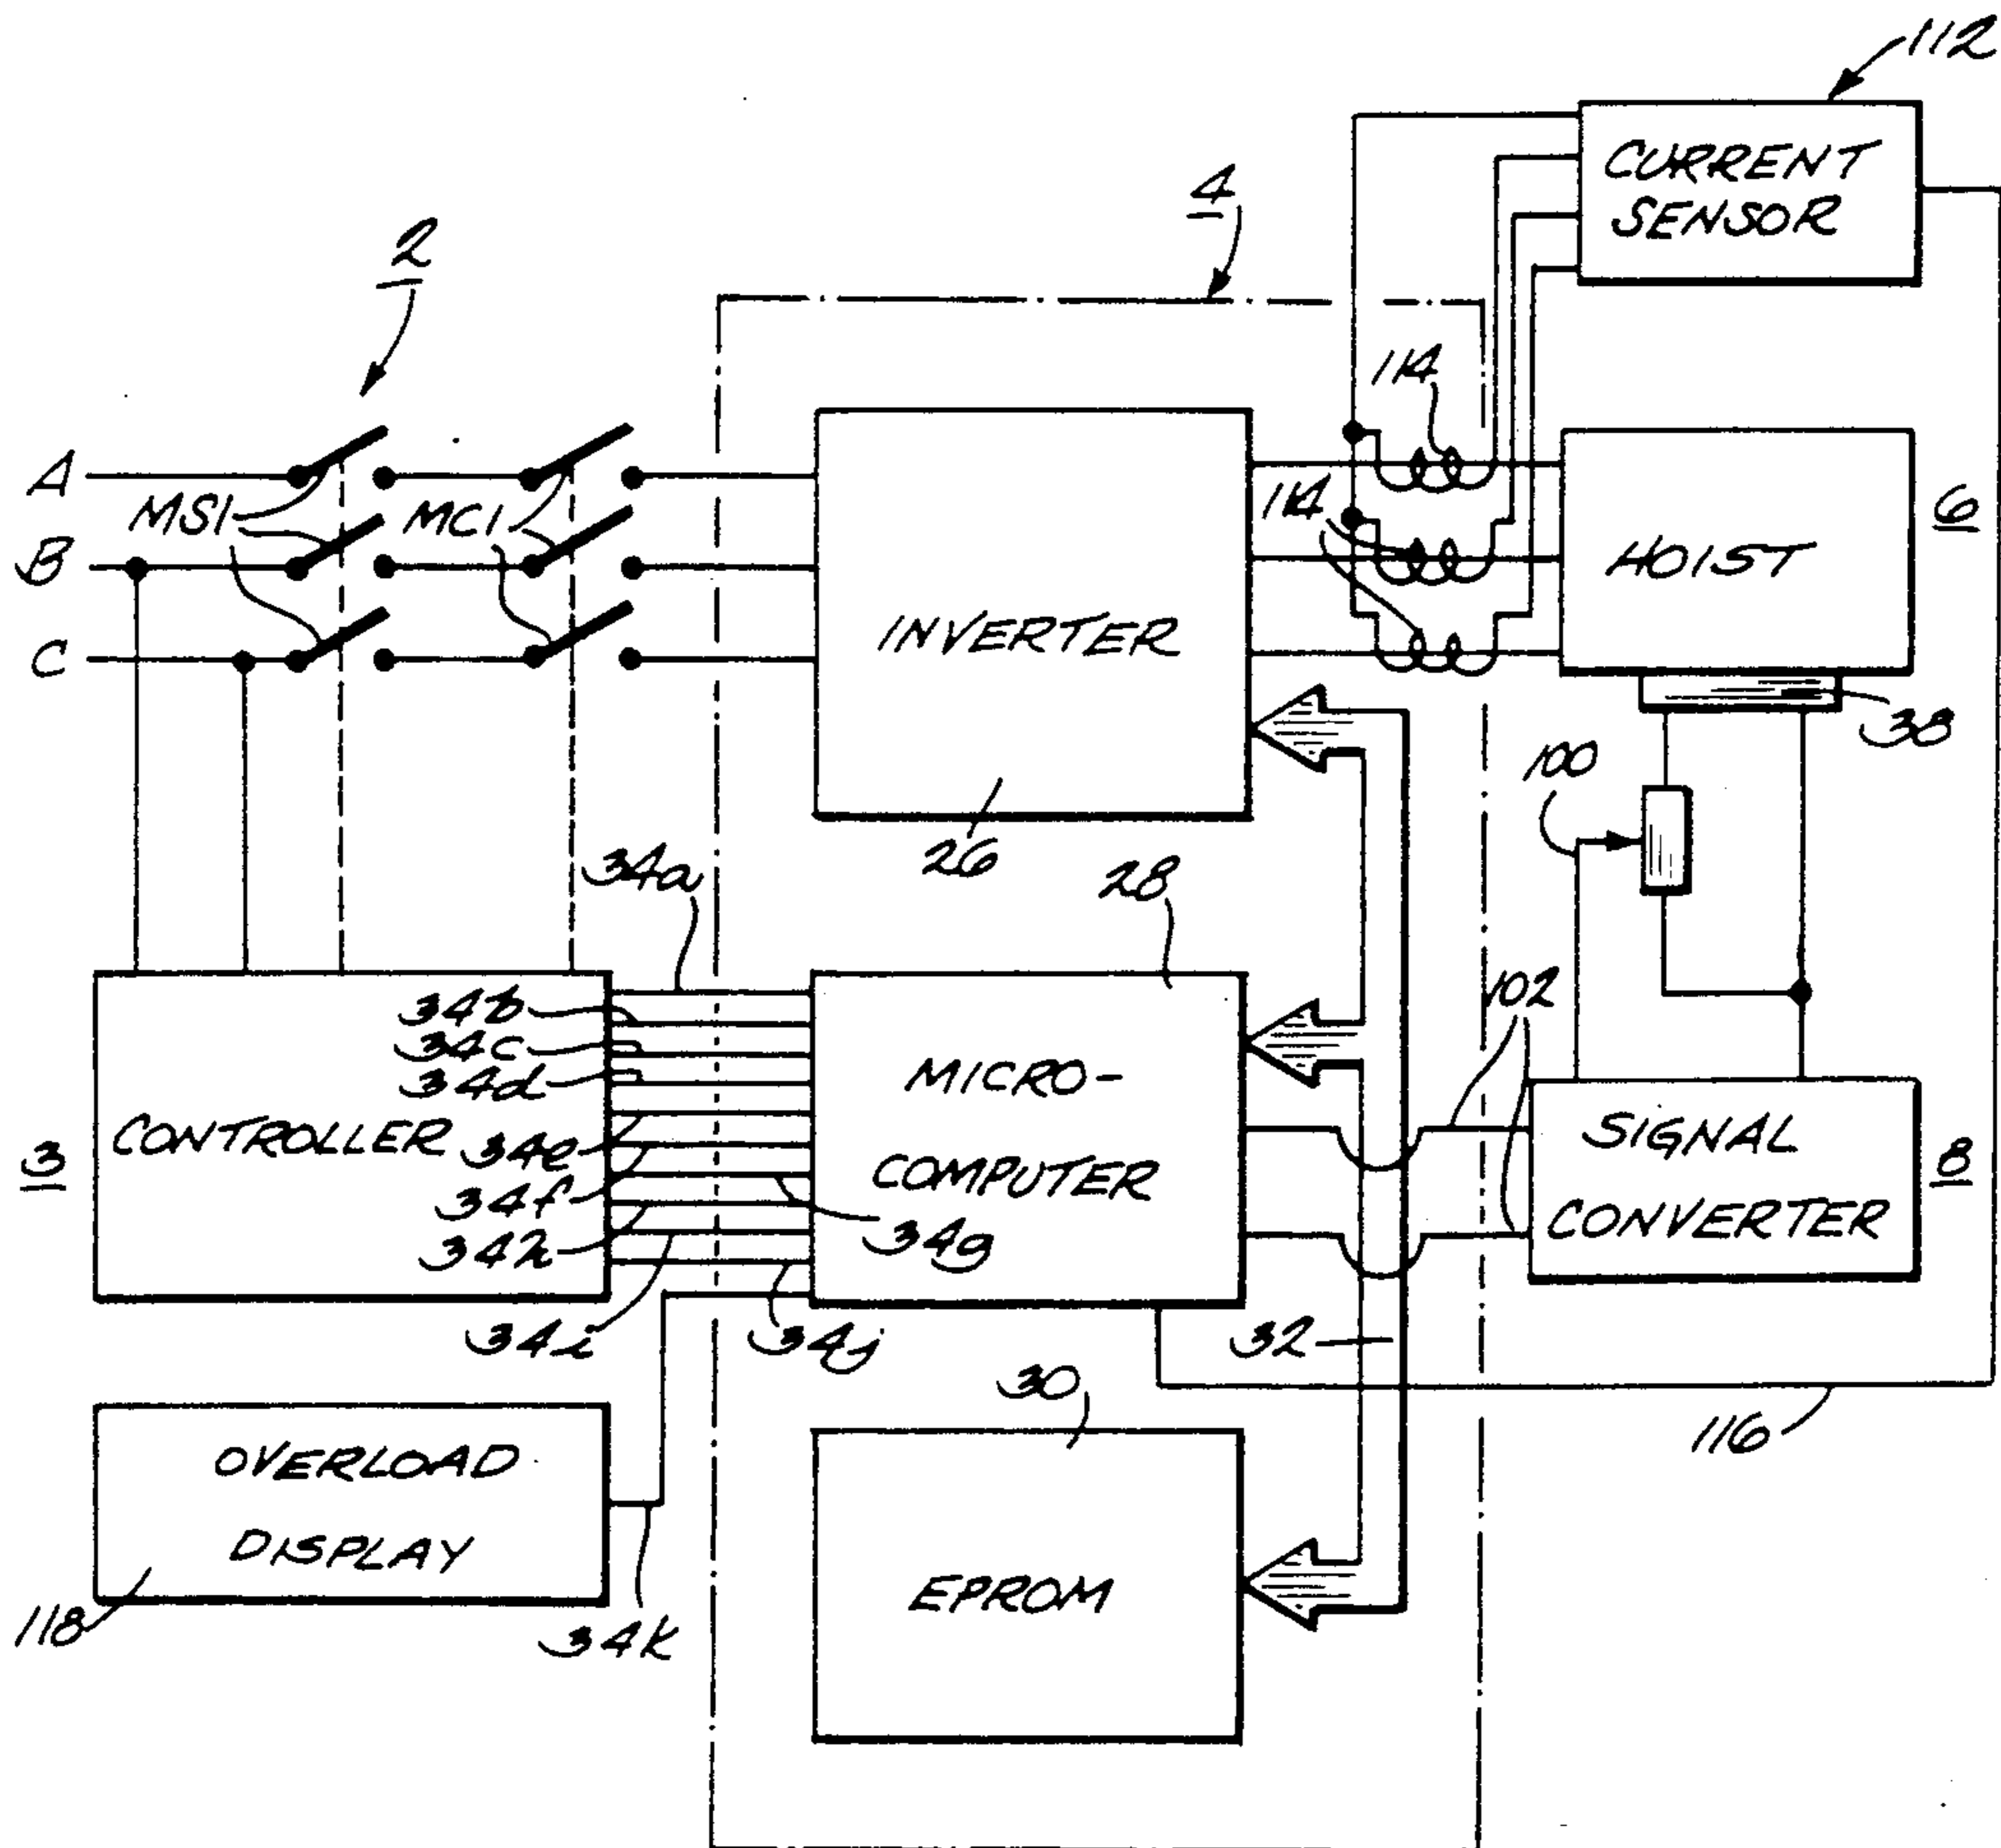 112
CURRENT
SENSOR
4
2
114
A
MS1
MC1
114
6
B
HOIST
C
INVERTER
38
100
26
34a
28
102
34b
34c
34d
MICRO-
COMPUTER
CONTROLLER
3
34e
34f
34g
34h
34i
34j
SIGNAL
CONVERTER
8
32
30
116
OVERLOAD
DISPLAY
118
34k
EPROM